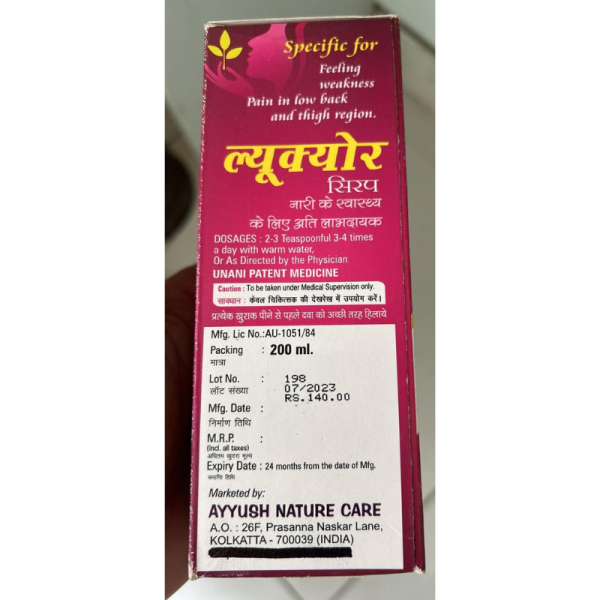 Specific for
Feeling
weakness
Pain in low back
and thigh region.
ल्यूक्योर
सिरप
नारी के स्वास्थ्य
के लिए अति लाभदायक
DOSAGES : 2-3 Teaspoonful 3-4 times
a day with warm water,
Or As Directed by the Physician
UNANI PATENT MEDICINE
Caution : To be taken under Medical Supervision only.
सावधान : केवल चिकित्सक की देखरेख में उपयोग करें।
प्रत्येक खुराक पीने से पहले दवा को अच्छी तरह हिलाये
Mfg. Lic No.:AU-1051/84
Packing : 200 ml.
मात्रा
Lot No. : 198
लॉट संख्या 07/2023
RS.140.00
Mfg. Date :
निर्माण तिथि
M.R.P. :
(Incl. all taxes)
अधिकतम खुदरा मूल्य
Expiry Date : 24 months from the date of Mfg.
समाप्ति तिथि
Marketed by:
AYYUSH NATURE CARE
A.O. : 26F, Prasanna Naskar Lane,
KOLKATTA - 700039 (INDIA)